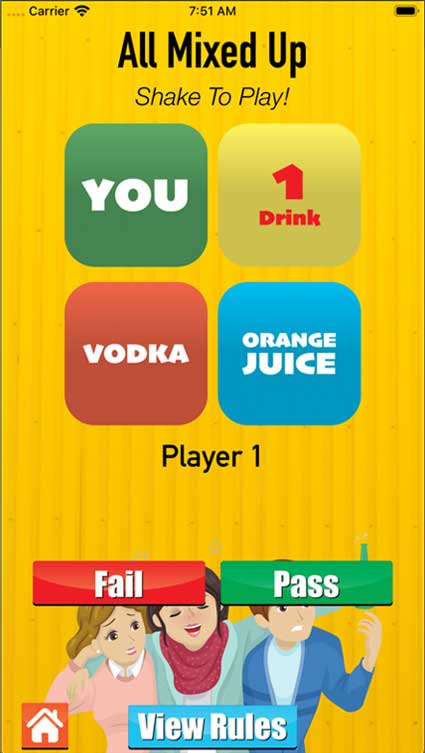 Carrier 7:51 AM
All Mixed Up
Shake To Play!
YOU
1
Drink
VODKA
ORANGE
JUICE
Player 1
Fail
Pass
View Rules